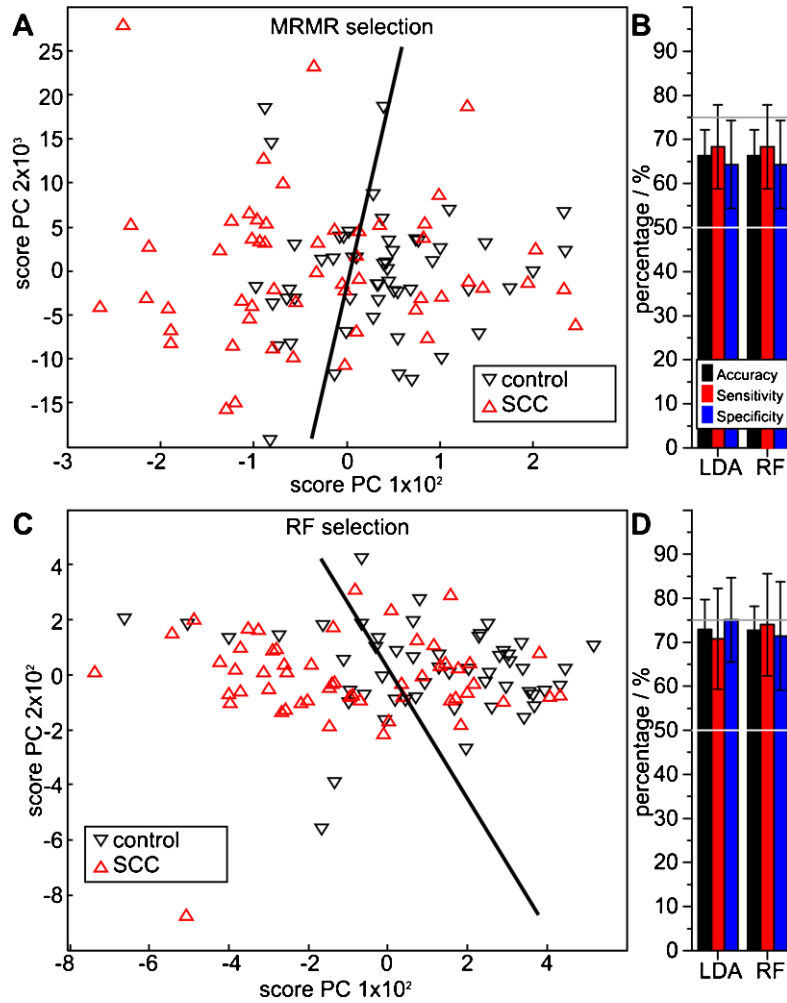 A
MRMR selection
25
20
15
10
5
0
-5
-10
-15
score PC 2x10³
-3
-2
-1
0
1
2
score PC 1x10²
control
SCC
B
90
80
70
60
50
40
30
20
10
0
percentage / %
Accuracy
Sensitivity
Specificity
LDA
RF
C
RF selection
4
2
0
-2
-4
-6
-8
score PC 2x10²
-8
-6
-4
-2
0
2
4
score PC 1x10²
control
SCC
D
90
80
70
60
50
40
30
20
10
0
percentage / %
LDA
RF